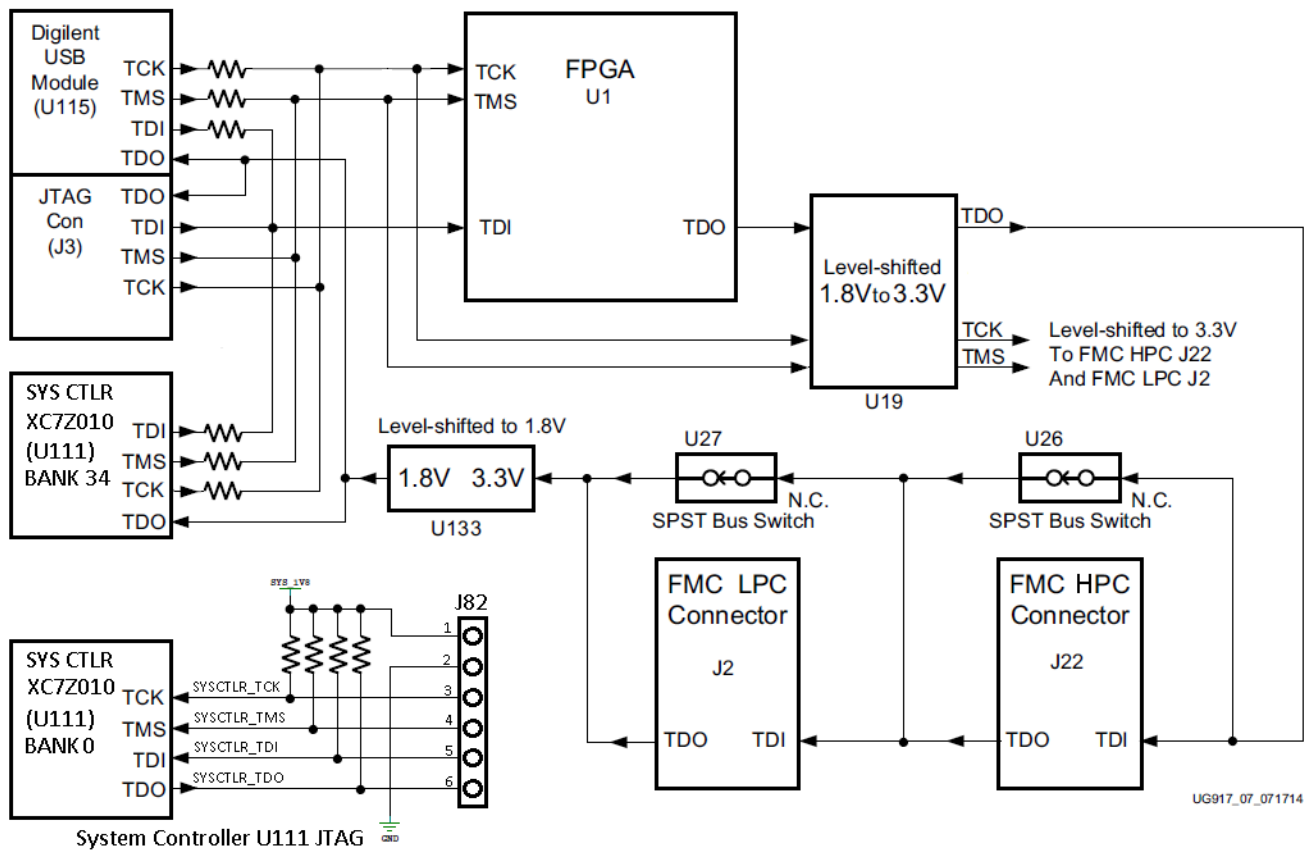 Digilent
USB
Module
(U115)
TCK
TMS
TDI
TDO
JTAG
Con
(J3)
TDO
TDI
TMS
TCK
FPGA
U1
TCK
TMS
TDI
TDO
Level-shifted
1.8V to 3.3V
U19
TDO
TCK
TMS
Level-shifted to 3.3V
To FMC HPC J22
And FMC LPC J2
SYS CTLR
XC7Z010
(U111)
BANK 34
TDI
TMS
TCK
TDO
Level-shifted to 1.8V
1.8V 3.3V
U133
U27
N.C.
SPST Bus Switch
U26
N.C.
SPST Bus Switch
FMC LPC
Connector
J2
TDO TDI
FMC HPC
Connector
J22
TDO TDI
SYS_1V8
J82
1
2
3
4
5
6
SYS CTLR
XC7Z010
(U111)
BANK 0
TCK
TMS
TDI
TDO
SYSCTLR_TCK
SYSCTLR_TMS
SYSCTLR_TDI
SYSCTLR_TDO
GND
System Controller U111 JTAG
UG917_07_071714